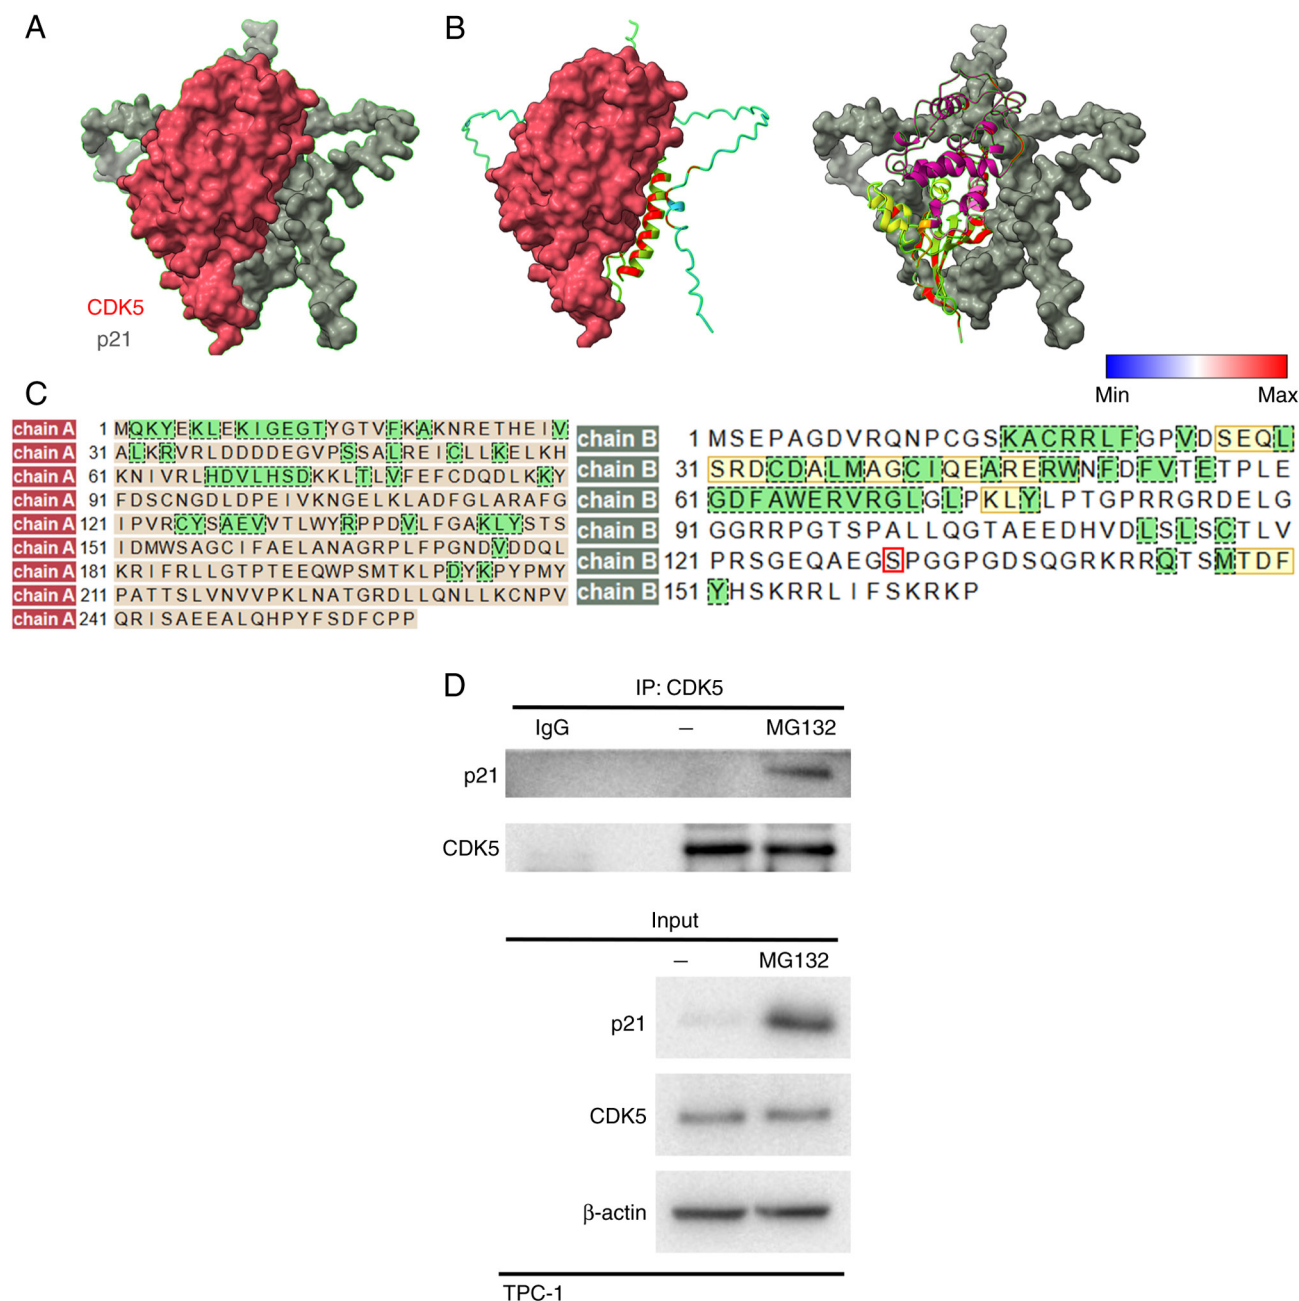 A
B
CDK5
p21
Min
Max
C
chain A 1 MQKYEKLEKIGEGTYGTVFKAKNRETHEIV
chain A 31 ALKRVRLDDDDEGVPSSALREICLLKELKH
chain A 61 KNIVRLHDVLHSDKKLTLVFEFCDQDLKKY
chain A 91 FDSCNGDLDPEIVKNGELKLADFGLARAFG
chain A 121 IPVRCYSAEVVTLWYRPPDVLFGAKLYSTS
chain A 151 IDMWSAGCIFAELANAGRPLFPGNDVDDQL
chain A 181 KRIFRLLGTPTEEQWPSMTKLPDYKPYPMY
chain A 211 PATTSLVNVVPKLNATGRDLLQNLLKCNPV
chain A 241 QRISAEEALQHPYFSDFCPP
chain B 1 MSEPAGDVRQNPCGSKACRRLFGPVDSEQL
chain B 31 SRDCDALMAGCIQEARERWNFDFVTETPLE
chain B 61 GDFAWERVRGLGLPKLYLPTGPRRGRDELG
chain B 91 GGRRPGTSPALLQGTAEEDHVDLSLSCTLV
chain B 121 PRSGEQAEGSPGGPGDSQGRKRRQTSMTDF
chain B 151 YHSKRRLIFSKRKP
D
IP: CDK5
IgG – MG132
p21
CDK5
Input
– MG132
p21
CDK5
β-actin
TPC-1